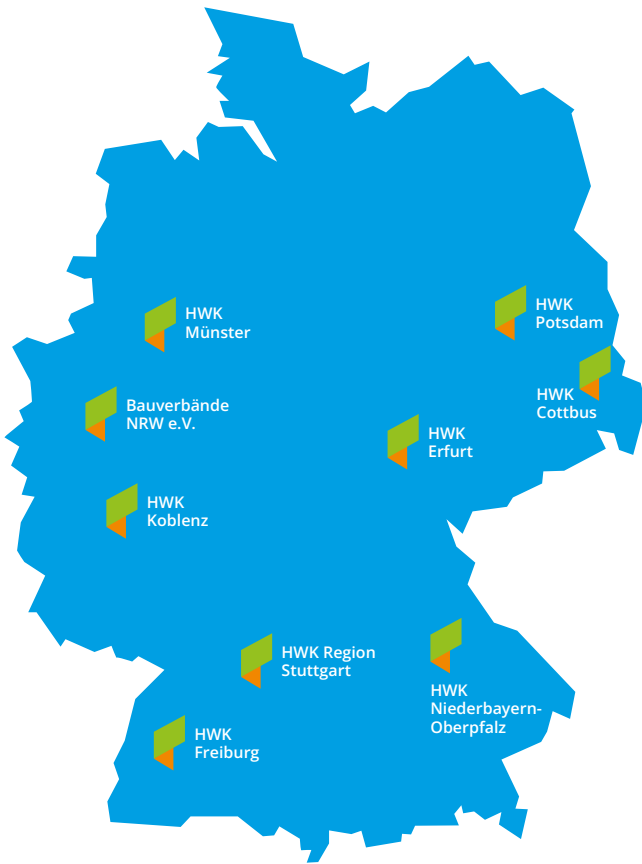 HWK
Münster
HWK
Potsdam
HWK
Cottbus
Bauverbände
NRW e.V.
HWK
Erfurt
HWK
Koblenz
HWK Region
Stuttgart
HWK
Niederbayern-
Oberpfalz
HWK
Freiburg